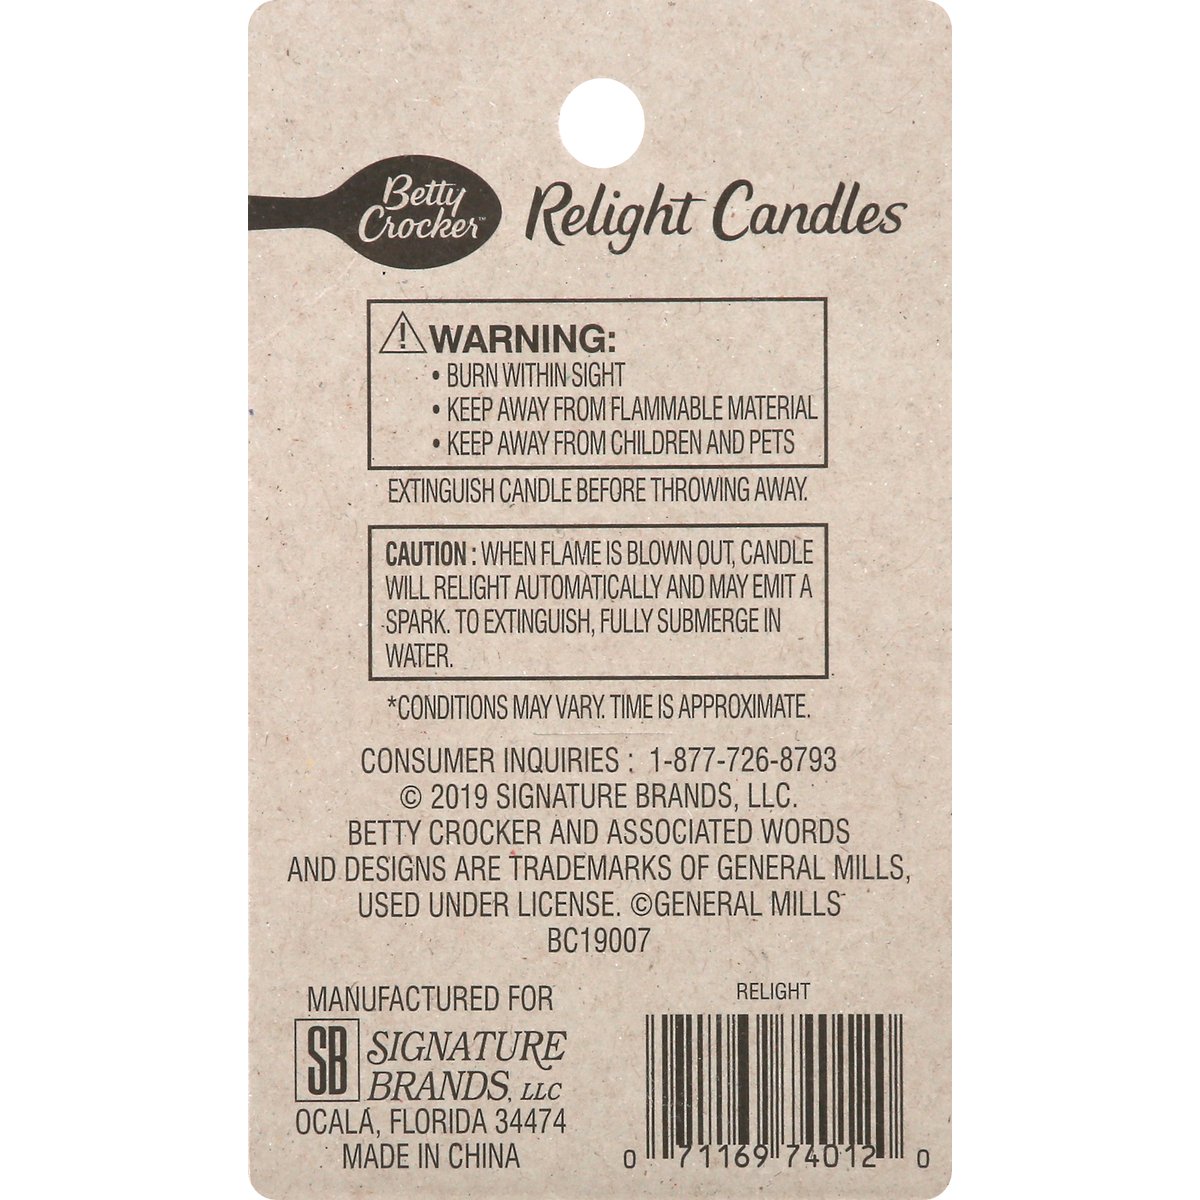 Betty
Crocker™
Relight Candles
⚠ WARNING:
• BURN WITHIN SIGHT
• KEEP AWAY FROM FLAMMABLE MATERIAL
• KEEP AWAY FROM CHILDREN AND PETS
EXTINGUISH CANDLE BEFORE THROWING AWAY.
CAUTION : WHEN FLAME IS BLOWN OUT, CANDLE
WILL RELIGHT AUTOMATICALLY AND MAY EMIT A
SPARK. TO EXTINGUISH, FULLY SUBMERGE IN
WATER.
*CONDITIONS MAY VARY. TIME IS APPROXIMATE.
CONSUMER INQUIRIES : 1-877-726-8793
© 2019 SIGNATURE BRANDS, LLC.
BETTY CROCKER AND ASSOCIATED WORDS
AND DESIGNS ARE TRADEMARKS OF GENERAL MILLS,
USED UNDER LICENSE. ©GENERAL MILLS
BC19007
MANUFACTURED FOR
SB SIGNATURE
BRANDS, LLC
OCALA, FLORIDA 34474
MADE IN CHINA
RELIGHT
0 71169 74012 0